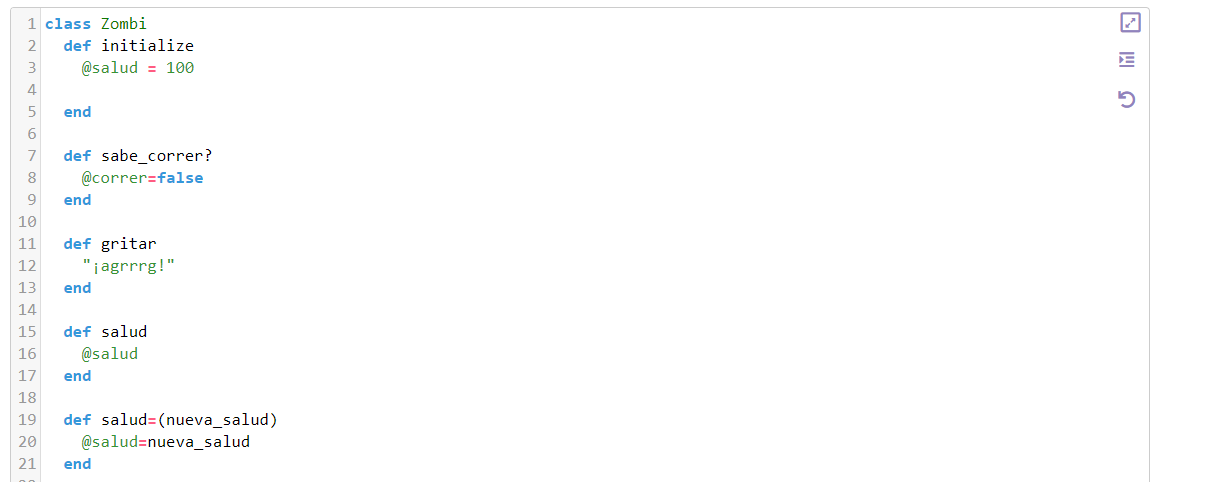 1 class Zombi
2   def initialize
3     @salud = 100
4
5   end
6
7   def sabe_correr?
8     @correr=false
9   end
10
11   def gritar
12     "¡agrrrg!"
13   end
14
15   def salud
16     @salud
17   end
18
19   def salud=(nueva_salud)
20     @salud=nueva_salud
21   end